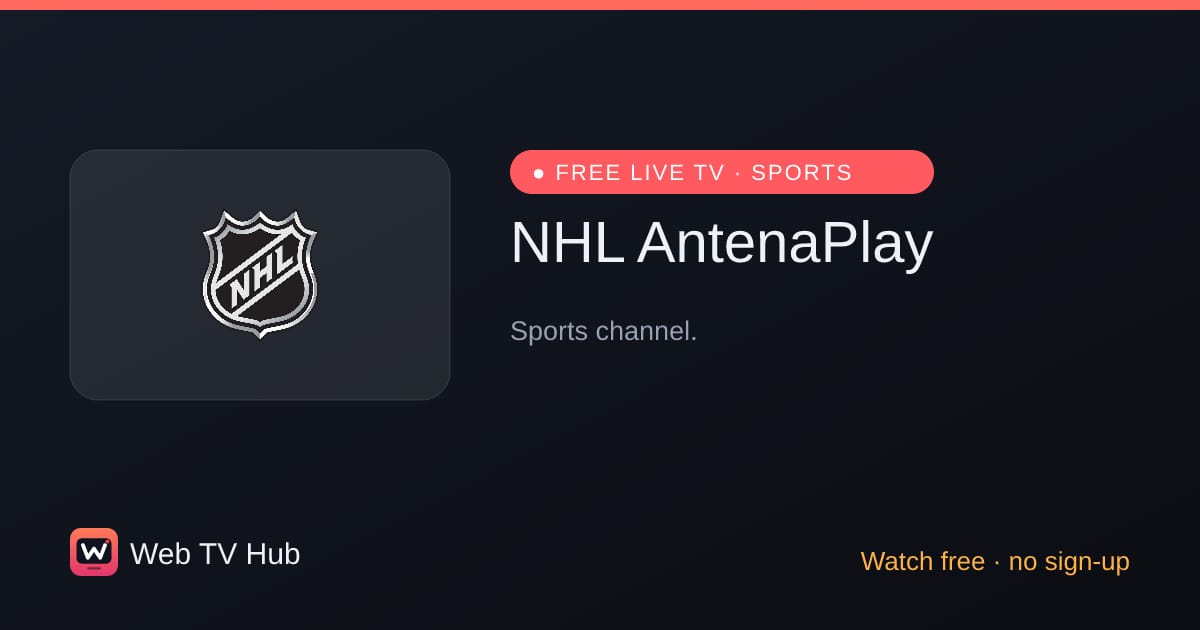 • FREE LIVE TV · SPORTS
NHL AntenaPlay
Sports channel.
NHL
W
Web TV Hub
Watch free · no sign-up